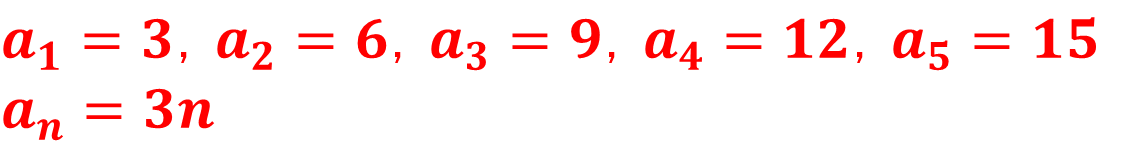 a₁ = 3, a₂ = 6, a₃ = 9, a₄ = 12, a₅ = 15
aₙ = 3n